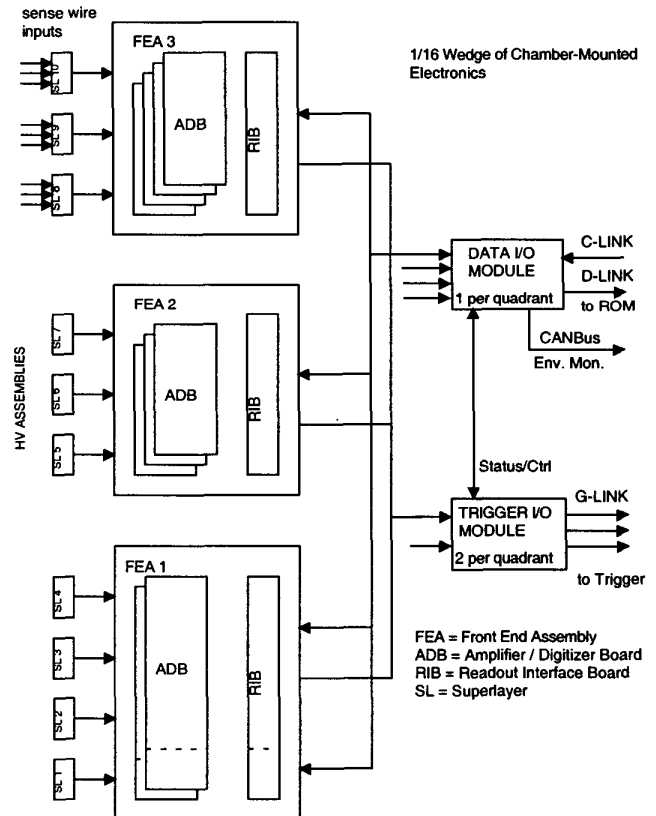 sense wire
inputs
FEA 3
1/16 Wedge of Chamber-Mounted
Electronics
SL 10
SL 9
SL 8
ADB
RIB
C-LINK
DATA I/O
MODULE
1 per quadrant
D-LINK
to ROM
CANBus
Env. Mon.
FEA 2
HV ASSEMBLIES
SL 7
SL 6
SL 5
ADB
RIB
Status/Ctrl
G-LINK
TRIGGER I/O
MODULE
2 per quadrant
to Trigger
FEA 1
SL 4
SL 3
SL 2
SL 1
ADB
RIB
FEA = Front End Assembly
ADB = Amplifier / Digitizer Board
RIB = Readout Interface Board
SL = Superlayer